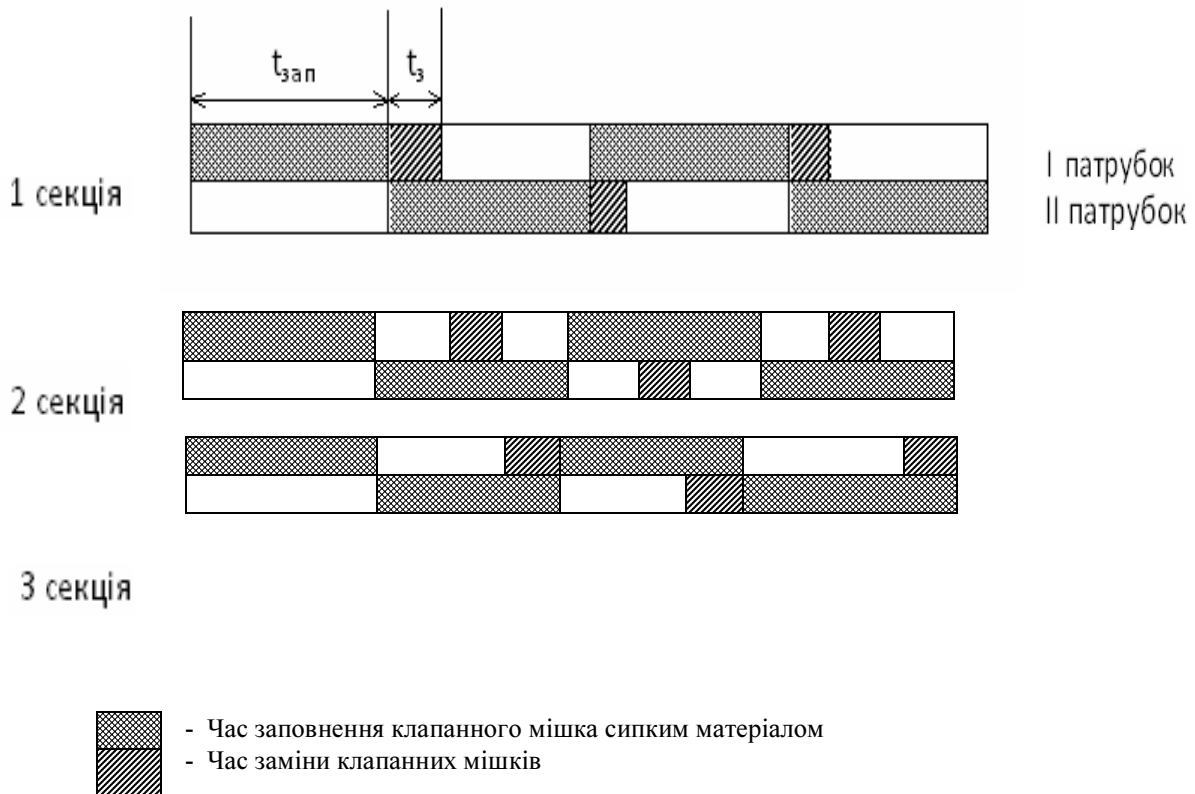 tзап tз
1 секція
I патрубок
II патрубок
2 секція
3 секція
- Час заповнення клапанного мішка сипким матеріалом
- Час заміни клапанних мішків